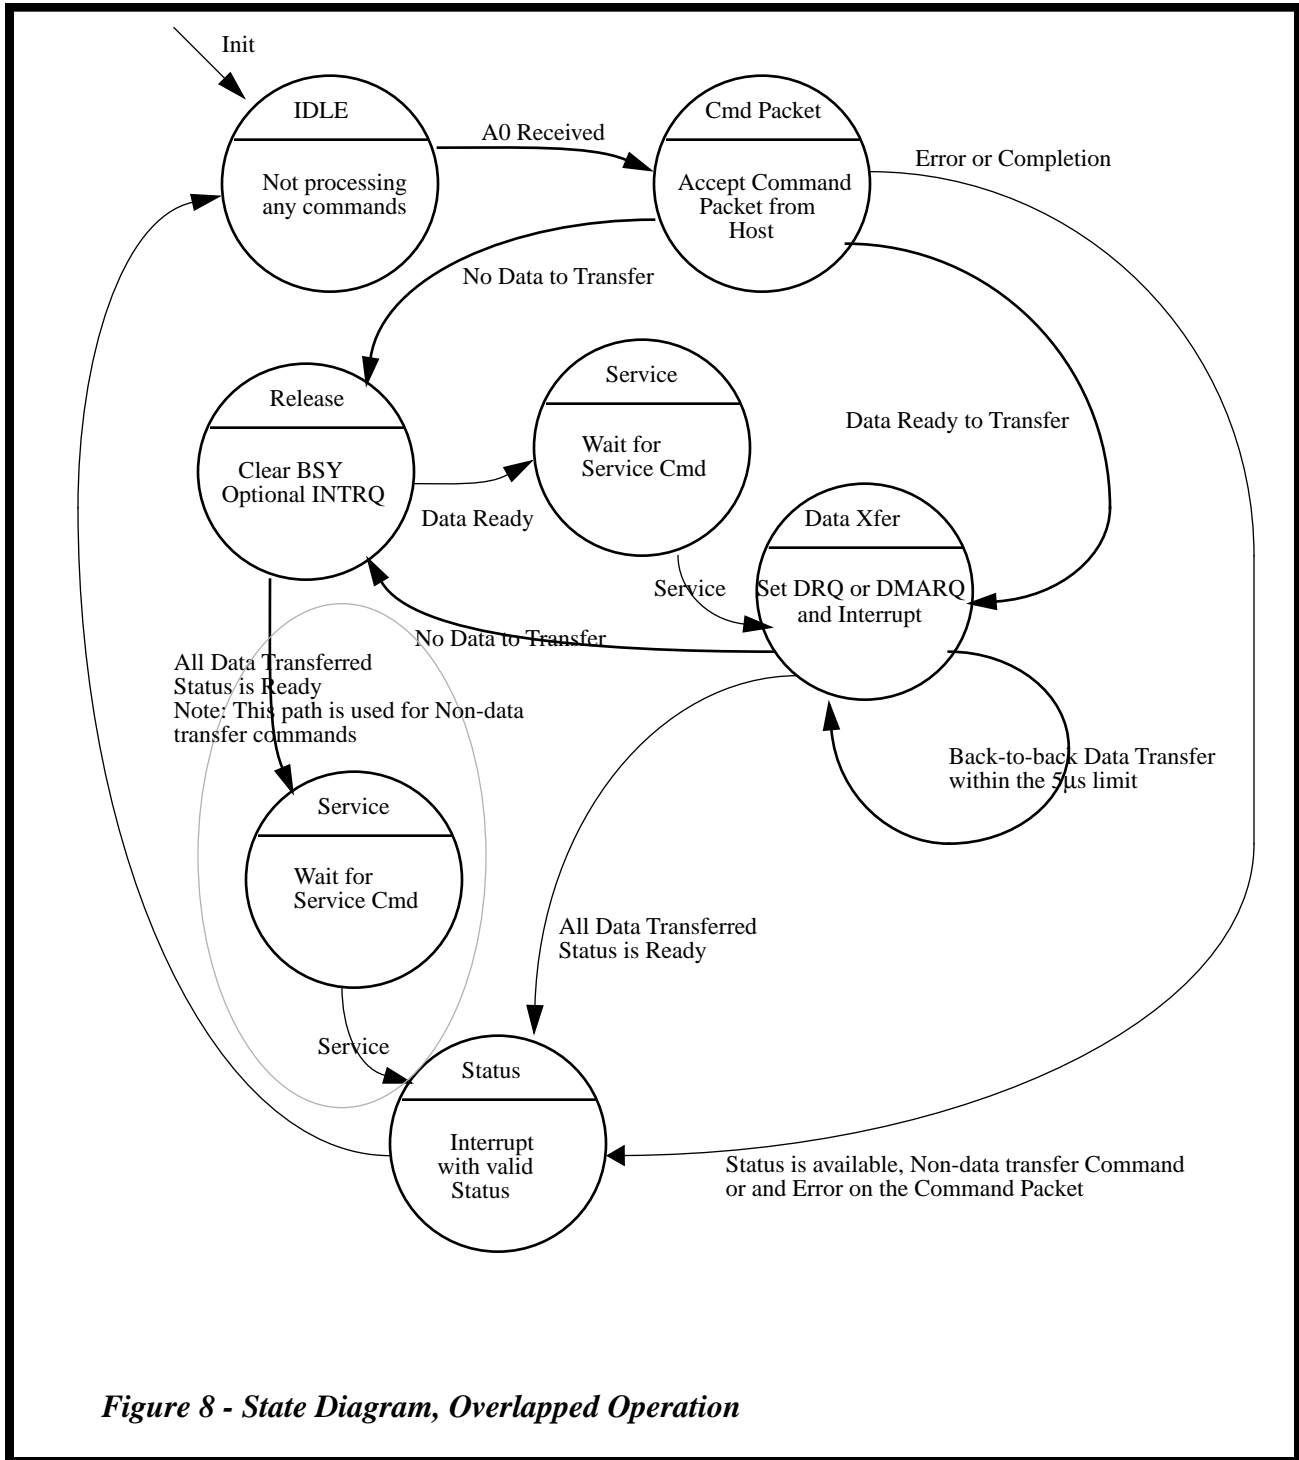 Init
IDLE
Not processing
any commands
A0 Received
Cmd Packet
Accept Command
Packet from
Host
Error or Completion
No Data to Transfer
Data Ready to Transfer
Release
Clear BSY
Optional INTRQ
Data Ready
Service
Wait for
Service Cmd
Service
Data Xfer
Set DRQ or DMARQ
and Interrupt
No Data to Transfer
All Data Transferred
Status is Ready
Note: This path is used for Non-data
transfer commands
Back-to-back Data Transfer
within the 5μs limit
Service
Wait for
Service Cmd
Service
All Data Transferred
Status is Ready
Status
Interrupt
with valid
Status
Status is available, Non-data transfer Command
or and Error on the Command Packet
Figure 8 - State Diagram, Overlapped Operation